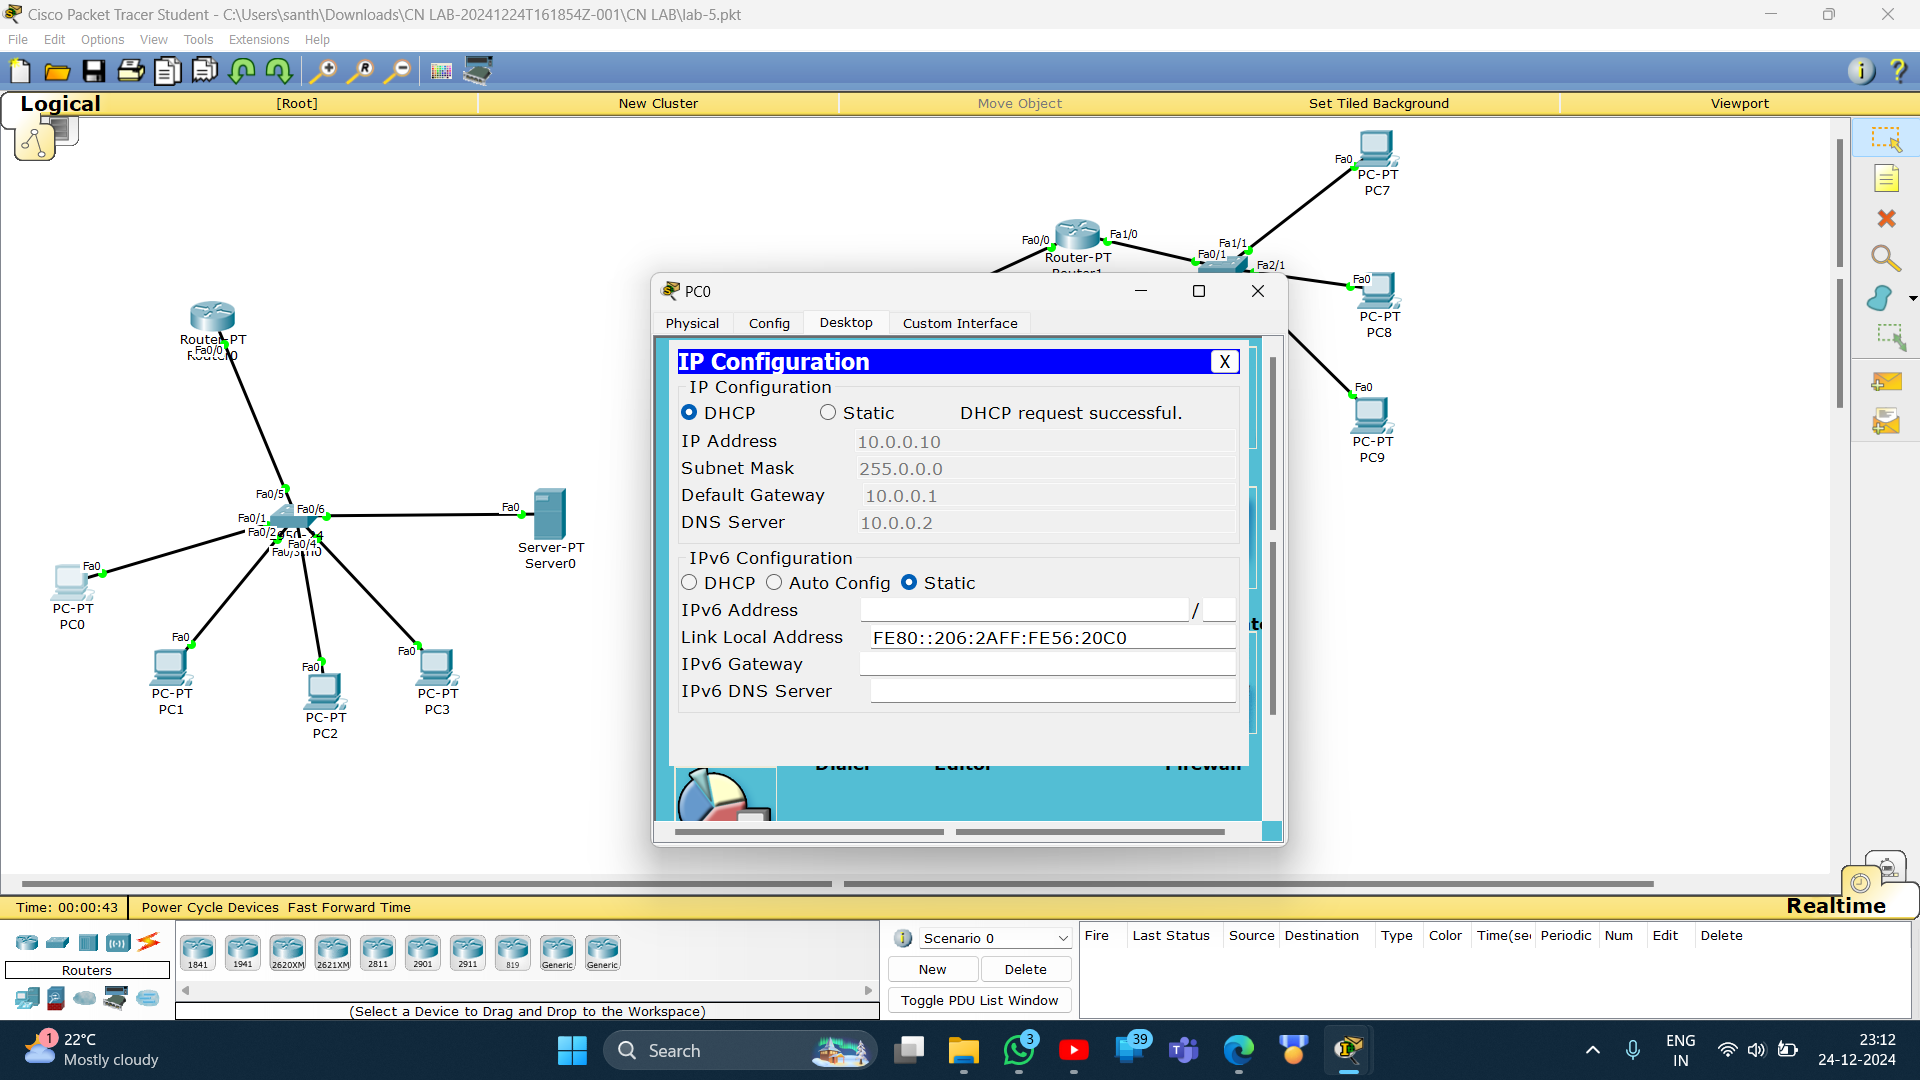 Cisco Packet Tracer Student - C:\Users\santh\Downloads\CN LAB-20241224T161854Z-001\CN LAB\lab-5.pkt
File Edit Options View Tools Extensions Help
Logical [Root] New Cluster Move Object Set Tiled Background Viewport
Fa0
PC-PT
PC7
Fa0/0 Fa1/0
Router-PT
Fa0/1 Fa1/1
Fa2/1
Fa0
PC-PT
PC8
Fa0
PC-PT
PC9
Router-PT
Fa0/0
Fa0/5
Fa0/6
Fa0/1
Fa0/2
Fa0/4
Fa0
Server-PT
Server0
Fa0
PC-PT
PC0
Fa0
PC-PT
PC1
Fa0
PC-PT
PC2
Fa0
PC-PT
PC3
PC0
Physical Config Desktop Custom Interface
IP Configuration X
IP Configuration
DHCP Static DHCP request successful.
IP Address 10.0.0.10
Subnet Mask 255.0.0.0
Default Gateway 10.0.0.1
DNS Server 10.0.0.2
IPv6 Configuration
DHCP Auto Config Static
IPv6 Address /
Link Local Address FE80::206:2AFF:FE56:20C0
IPv6 Gateway
IPv6 DNS Server
Dialer Editor Firewall
Time: 00:00:43 Power Cycle Devices Fast Forward Time Realtime
Routers
1841 1941 2620XM 2621XM 2811 2901 2911 819 Generic Generic
(Select a Device to Drag and Drop to the Workspace)
Scenario 0
New Delete
Toggle PDU List Window
Fire Last Status Source Destination Type Color Time(sec Periodic Num Edit Delete
1 22°C
Mostly cloudy
Search
3
39
ENG
IN
23:12
24-12-2024